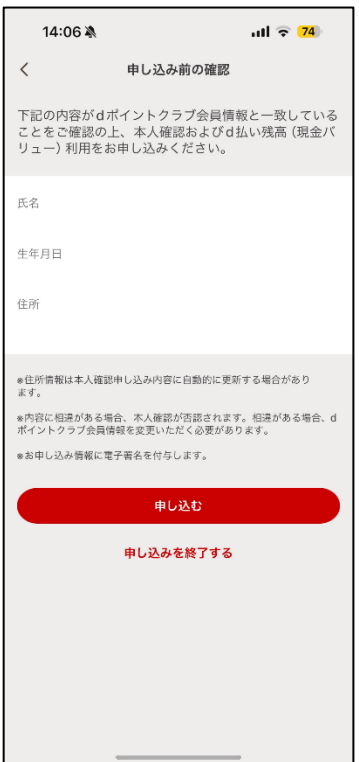 14:06 74
申し込み前の確認
下記の内容がdポイントクラブ会員情報と一致している
ことをご確認の上、本人確認およびd払い残高（現金バ
リュー）利用をお申し込みください。
氏名
生年月日
住所
※住所情報は本人確認申し込み内容に自動的に更新する場合があり
ます。
※内容に相違がある場合、本人確認が否認されます。相違がある場合、d
ポイントクラブ会員情報を変更いただく必要があります。
※お申し込み情報に電子署名を付与します。
申し込む
申し込みを終了する